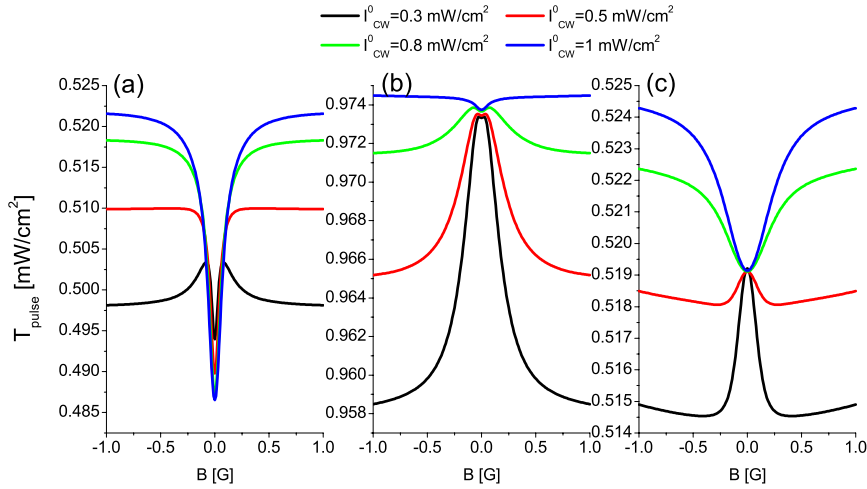 I⁰CW=0.3 mW/cm² I⁰CW=0.5 mW/cm²
I⁰CW=0.8 mW/cm² I⁰CW=1 mW/cm²
(a)
0.525
0.520
0.515
0.510
0.505
0.500
0.495
0.490
0.485
Tpulse [mW/cm²]
-1.0 -0.5 0.0 0.5 1.0
B [G]
(b)
0.974
0.972
0.970
0.968
0.966
0.964
0.962
0.960
0.958
-1.0 -0.5 0.0 0.5 1.0
B [G]
(c)
0.525
0.524
0.523
0.521
0.520
0.519
0.518
0.516
0.515
0.514
-1.0 -0.5 0.0 0.5 1.0
B [G]